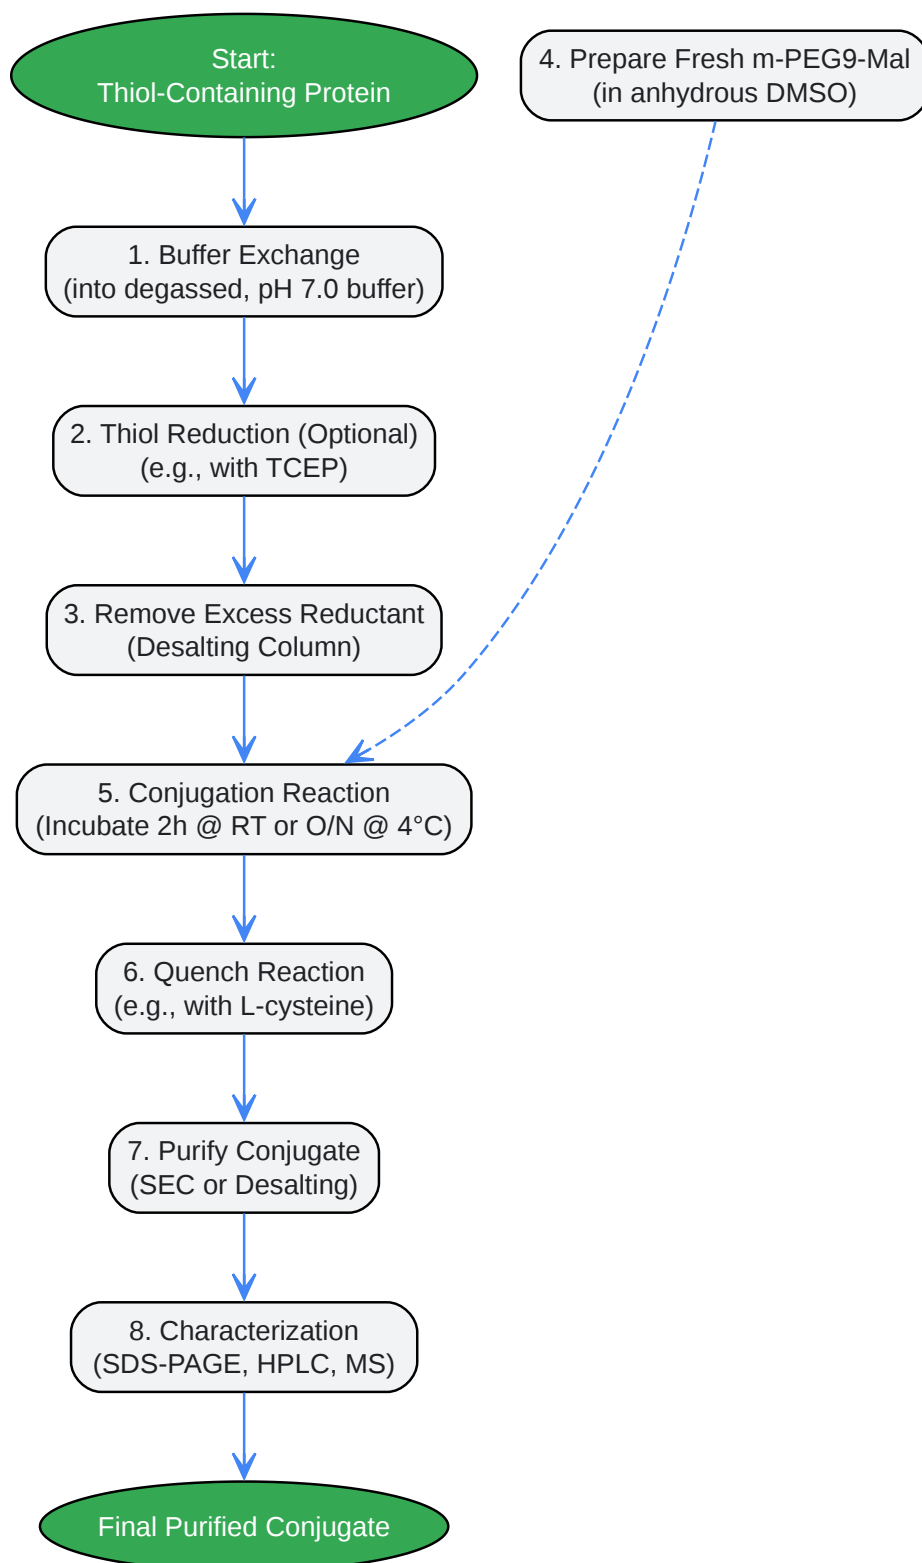 Start:
Thiol-Containing Protein
4. Prepare Fresh m-PEG9-Mal
(in anhydrous DMSO)
1. Buffer Exchange
(into degassed, pH 7.0 buffer)
2. Thiol Reduction (Optional)
(e.g., with TCEP)
3. Remove Excess Reductant
(Desalting Column)
5. Conjugation Reaction
(Incubate 2h @ RT or O/N @ 4°C)
6. Quench Reaction
(e.g., with L-cysteine)
7. Purify Conjugate
(SEC or Desalting)
8. Characterization
(SDS-PAGE, HPLC, MS)
Final Purified Conjugate